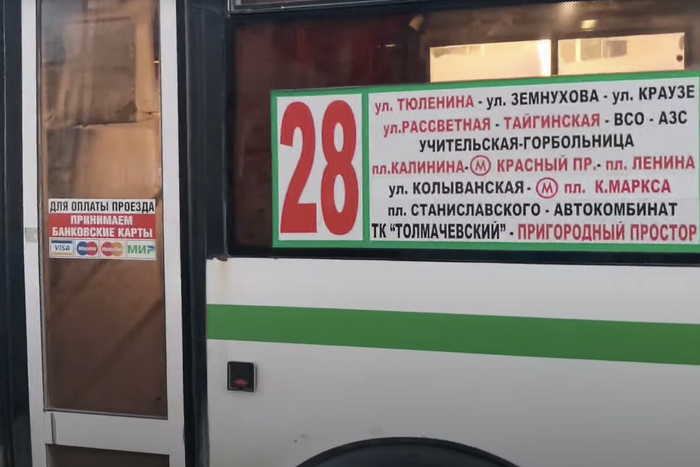 ДЛЯ ОПЛАТЫ ПРОЕЗДА
ПРИНИМАЕМ
БАНКОВСКИЕ КАРТЫ
VISA МИР
28
ул. ТЮЛЕНИНА - ул. ЗЕМНУХОВА - ул. КРАУЗЕ
ул.РАССВЕТНАЯ - ТАЙГИНСКАЯ - ВСО - АЗС
УЧИТЕЛЬСКАЯ-ГОРБОЛЬНИЦА
пл.КАЛИНИНА- М КРАСНЫЙ ПР.- пл. ЛЕНИНА
ул. КОЛЫВАНСКАЯ - М пл. К.МАРКСА
пл. СТАНИСЛАВСКОГО - АВТОКОМБИНАТ
ТК "ТОЛМАЧЕВСКИЙ" - ПРИГОРОДНЫЙ ПРОСТОР